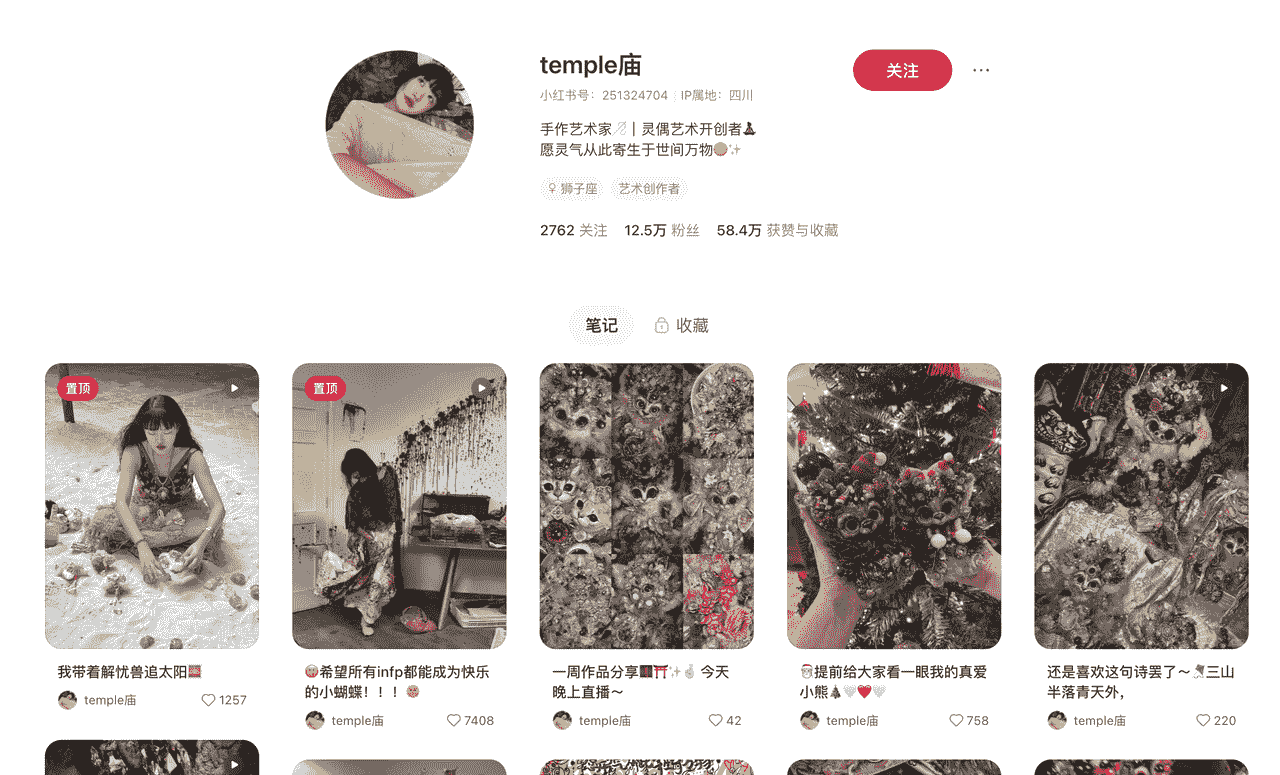 temple庙
关注
小红书号：251324704 IP属地：四川
手作艺术家🪡｜灵偶艺术开创者
愿灵气从此寄生于世间万物✨
♀ 狮子座 艺术创作者
2762 关注 12.5万 粉丝 58.4万 获赞与收藏
笔记 收藏
置顶
我带着解忧兽追太阳
temple庙 1257
置顶
希望所有infp都能成为快乐
的小蝴蝶！！！
temple庙 7408
一周作品分享⛩✨ 今天
晚上直播～
temple庙 42
提前给大家看一眼我的真爱
小熊🎄🤍❤️🤍
temple庙 758
还是喜欢这句诗罢了～三山
半落青天外，
temple庙 220